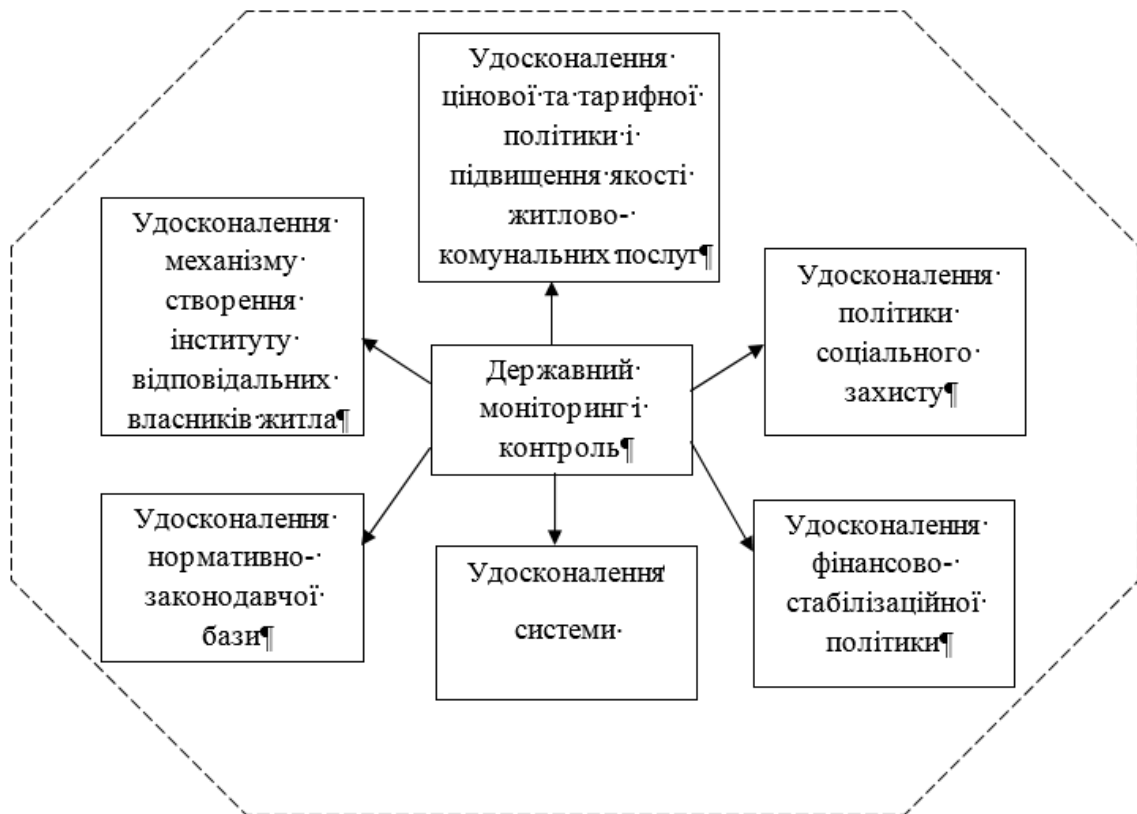 Удосконалення
цінової та тарифної
політики і
підвищення якості
житлово-
комунальних послуг¶
Удосконалення
механізму
створення
інституту
відповідальних
власників житла¶
Удосконалення
політики
соціального
захисту¶
Державний
моніторинг і
контроль¶
Удосконалення
нормативно-
законодавчої
бази¶
Удосконалення
системи
Удосконалення
фінансово-
стабілізаційної
політики¶